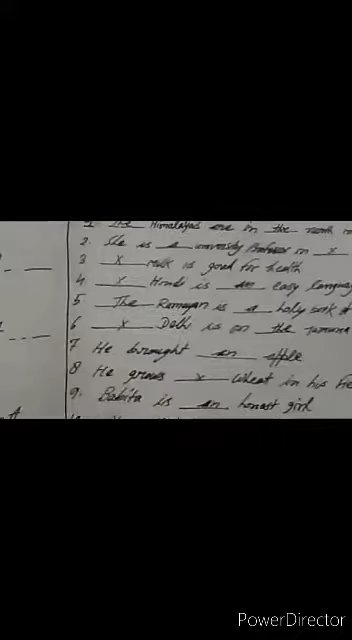 1 The Himalayas are in the north
2. She is a university Professor in x
3 x Milk is good for health
4 x Hindi is an easy language
5 The Ramayan is a holy book of
6 x Delhi is on the
7 He brought an apple
8 He grows x wheat in his
9. Babita is an honest girl
A
PowerDirector